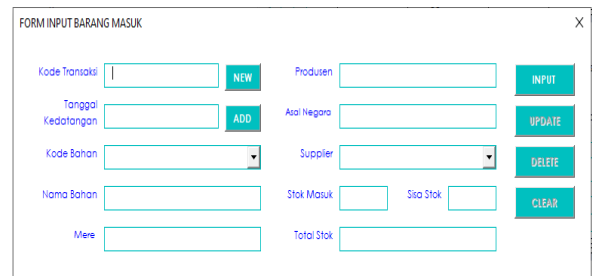 FORM INPUT BARANG MASUK X
Kode Transaksi NEW Produsen INPUT
Tanggal
Kedatangan ADD Asal Negara UPDATE
Kode Bahan Supplier DELETE
Nama Bahan Stok Masuk Sisa Stok CLEAR
Mere Total Stok